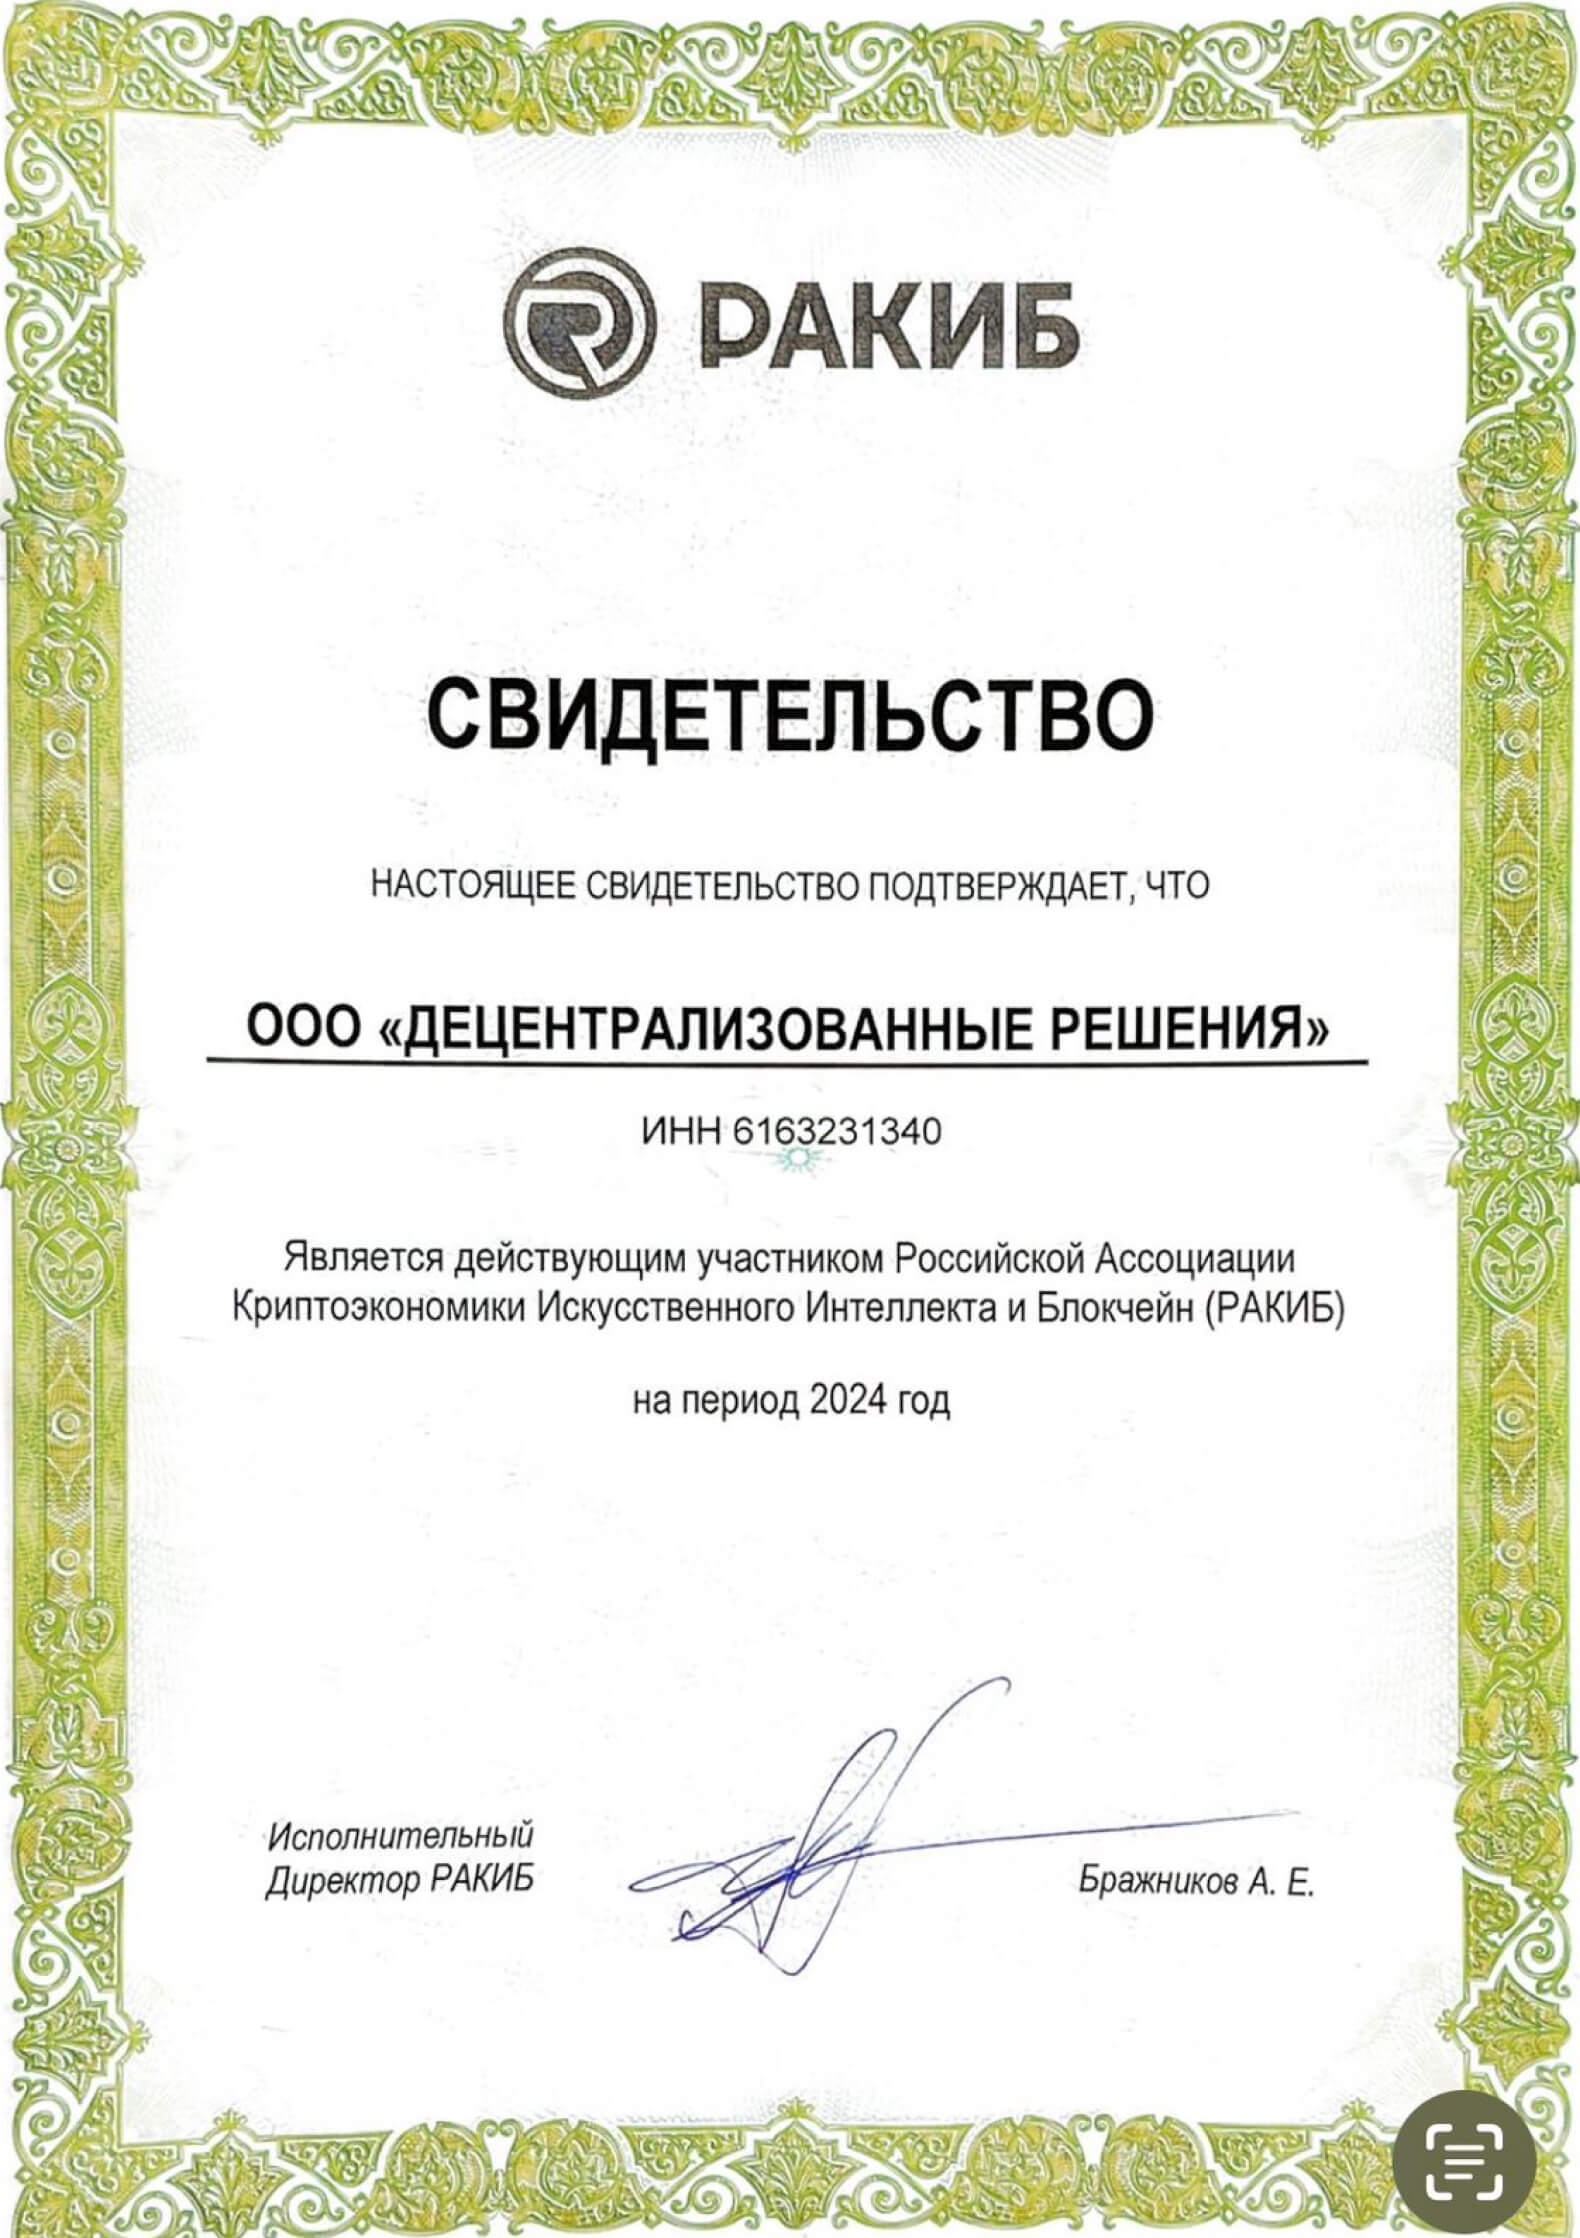 РАКИБ
СВИДЕТЕЛЬСТВО
НАСТОЯЩЕЕ СВИДЕТЕЛЬСТВО ПОДТВЕРЖДАЕТ, ЧТО
ООО «ДЕЦЕНТРАЛИЗОВАННЫЕ РЕШЕНИЯ»
ИНН 6163231340
Является действующим участником Российской Ассоциации
Криптоэкономики Искусственного Интеллекта и Блокчейн (РАКИБ)
на период 2024 год
Исполнительный
Директор РАКИБ
Бражников А. Е.